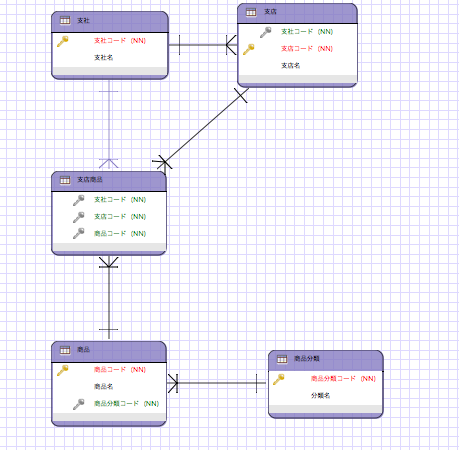 支社
支社コード (NN)
支社名
支店
支社コード (NN)
支店コード (NN)
支店名
支店商品
支社コード (NN)
支店コード (NN)
商品コード (NN)
商品
商品コード (NN)
商品名
商品分類コード (NN)
商品分類
商品分類コード (NN)
分類名